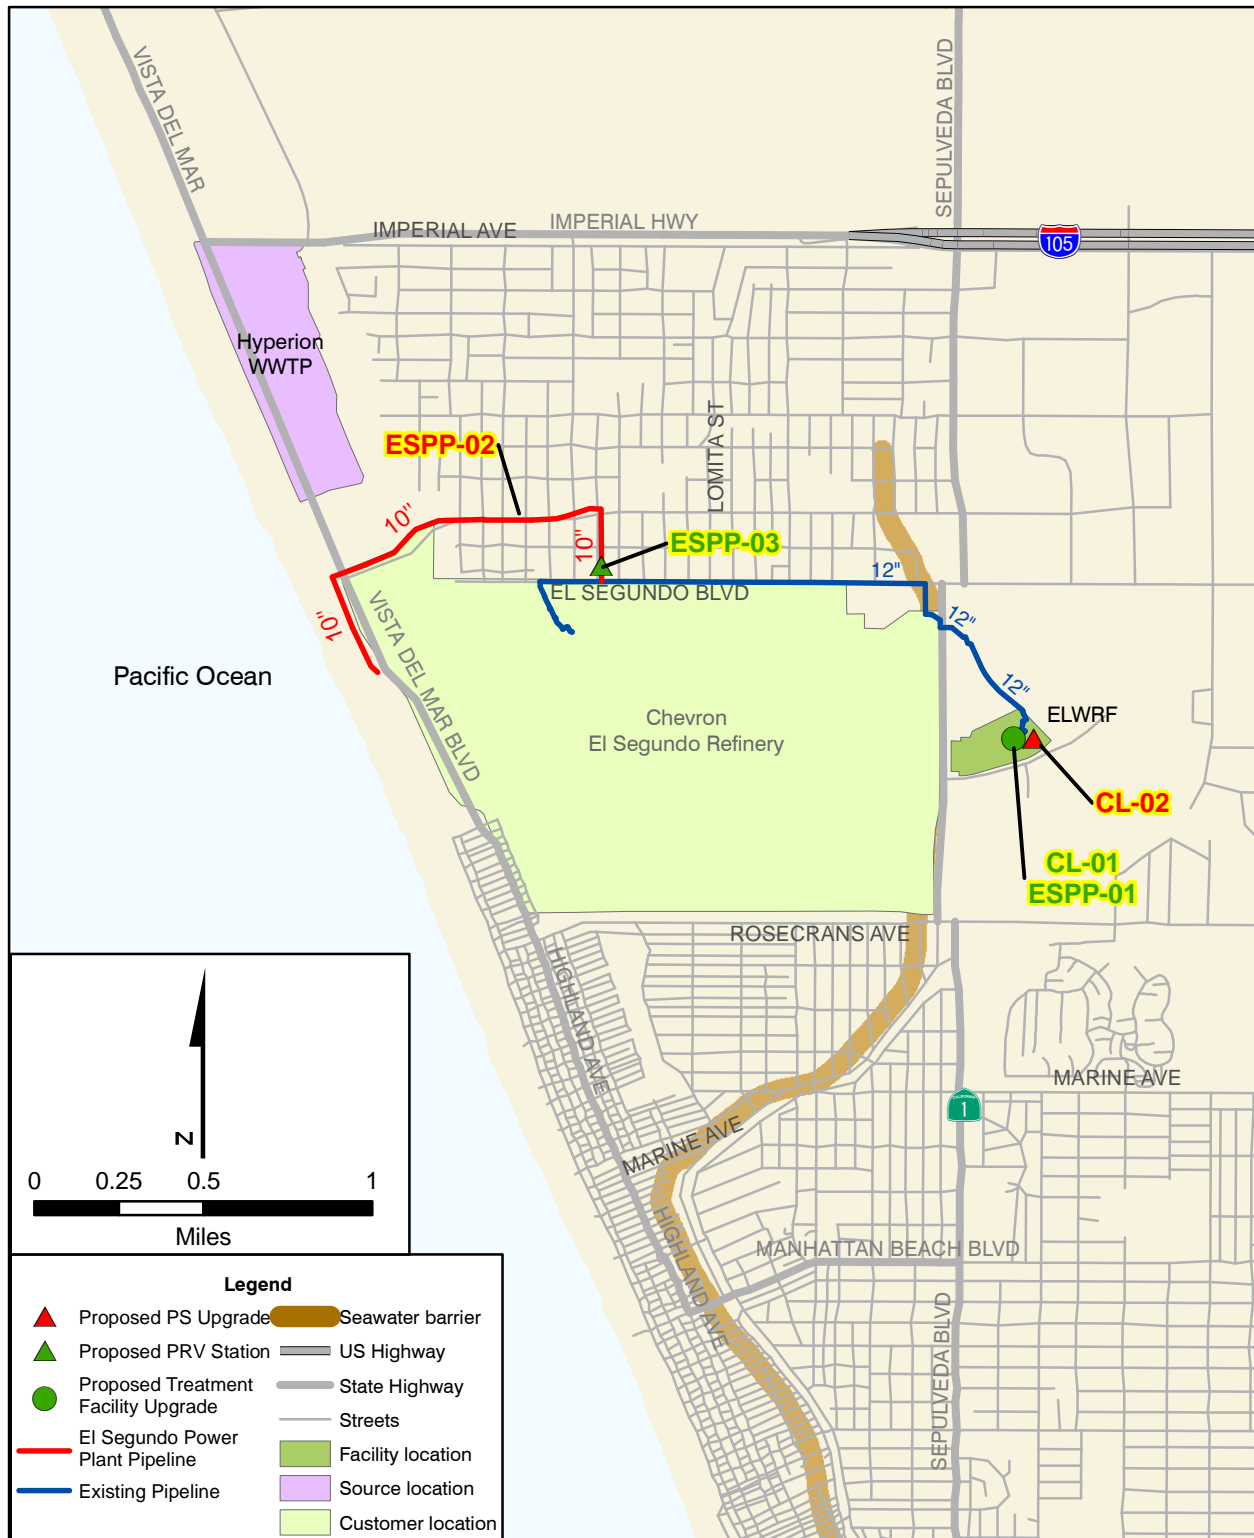 VISTA DEL MAR
SEPULVEDA BLVD
IMPERIAL AVE
IMPERIAL HWY
105
Hyperion
WWTP
LOMITA ST
ESPP-02
10"
10"
ESPP-03
12"
EL SEGUNDO BLVD
12"
10"
VISTA DEL MAR BLVD
12"
Pacific Ocean
Chevron
El Segundo Refinery
ELWRF
CL-02
CL-01
ESPP-01
ROSECRANS AVE
HIGHLAND AVE
MARINE AVE
CALIFORNIA
1
MARINE AVE
HIGHLAND AVE
MANHATTAN BEACH BLVD
SEPULVEDA BLVD
N
0 0.25 0.5 1
Miles
Legend
Proposed PS Upgrade
Proposed PRV Station
Proposed Treatment
Facility Upgrade
El Segundo Power
Plant Pipeline
Existing Pipeline
Seawater barrier
US Highway
State Highway
Streets
Facility location
Source location
Customer location